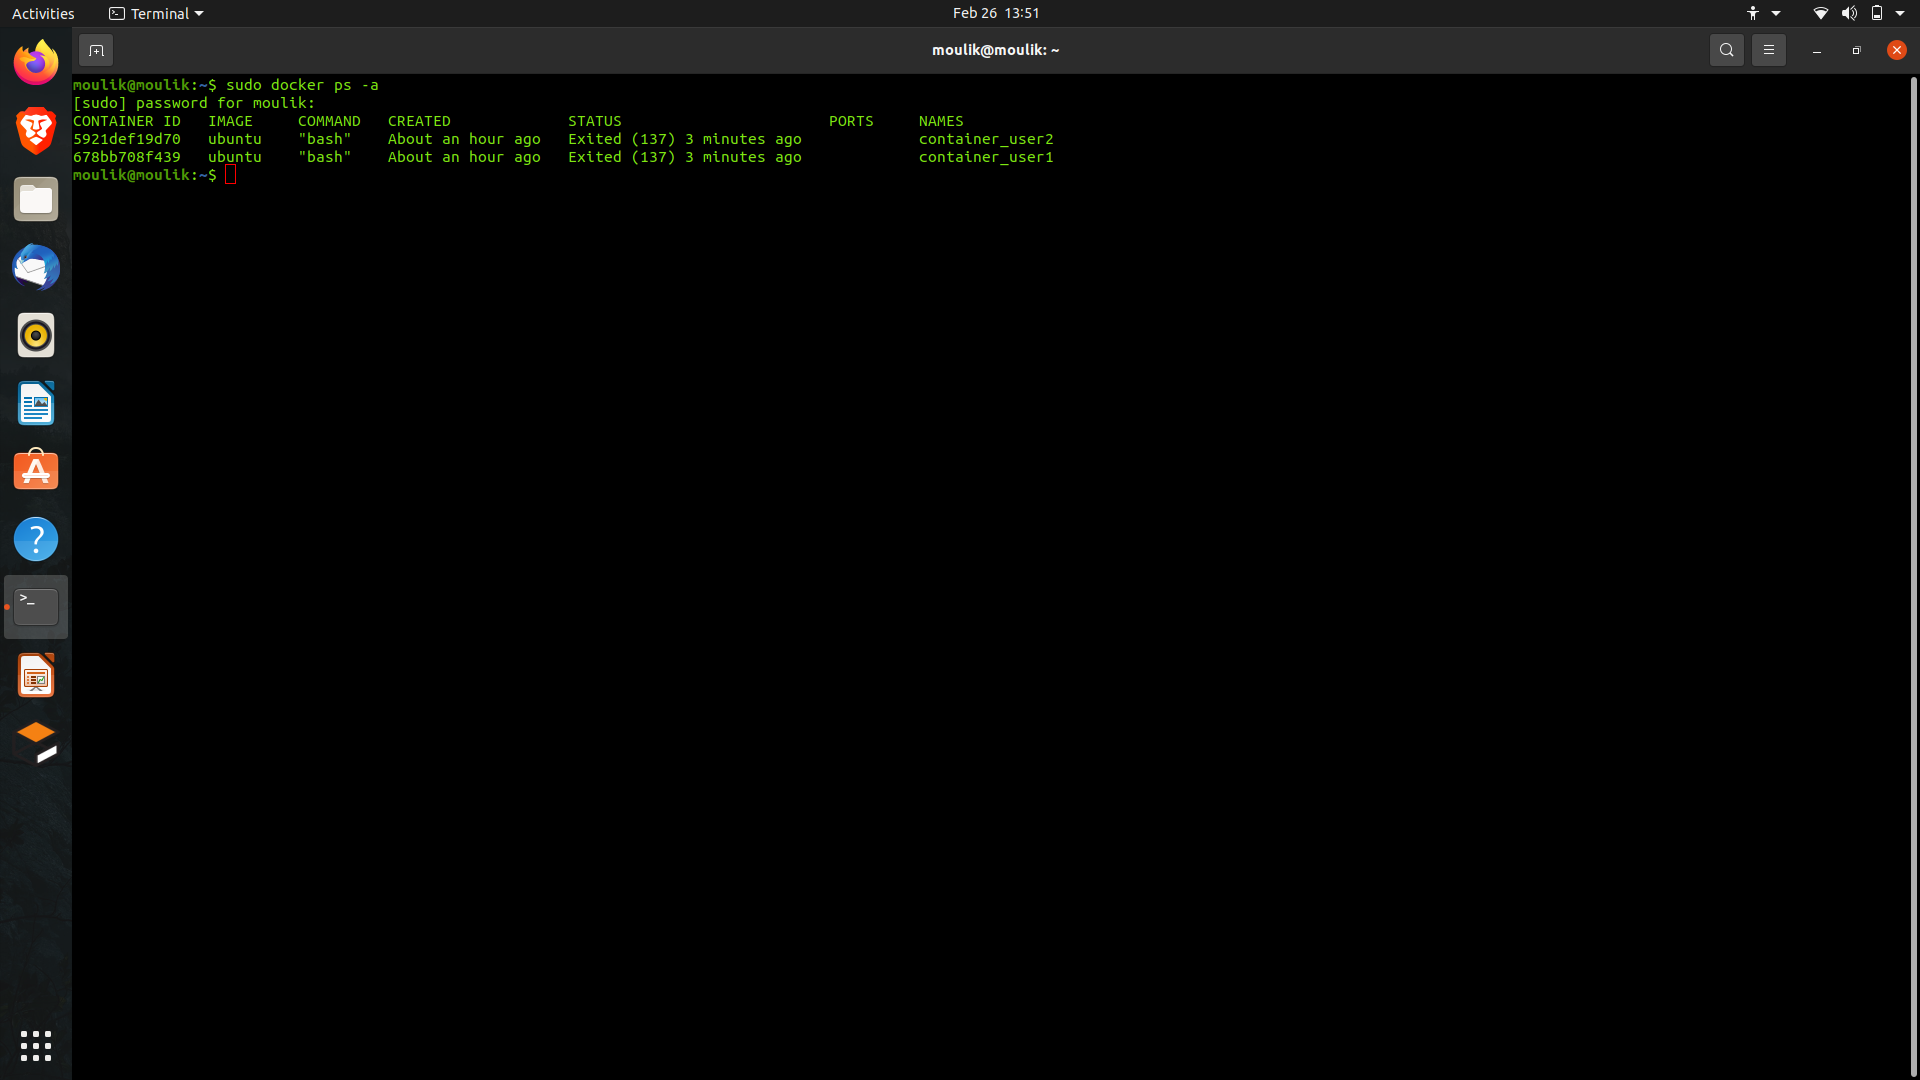 Activities Terminal Feb 26 13:51
moulik@moulik: ~
moulik@moulik:~$ sudo docker ps -a
[sudo] password for moulik:
CONTAINER ID   IMAGE     COMMAND   CREATED             STATUS                       PORTS     NAMES
5921def19d70   ubuntu    "bash"    About an hour ago   Exited (137) 3 minutes ago             container_user2
678bb708f439   ubuntu    "bash"    About an hour ago   Exited (137) 3 minutes ago             container_user1
moulik@moulik:~$